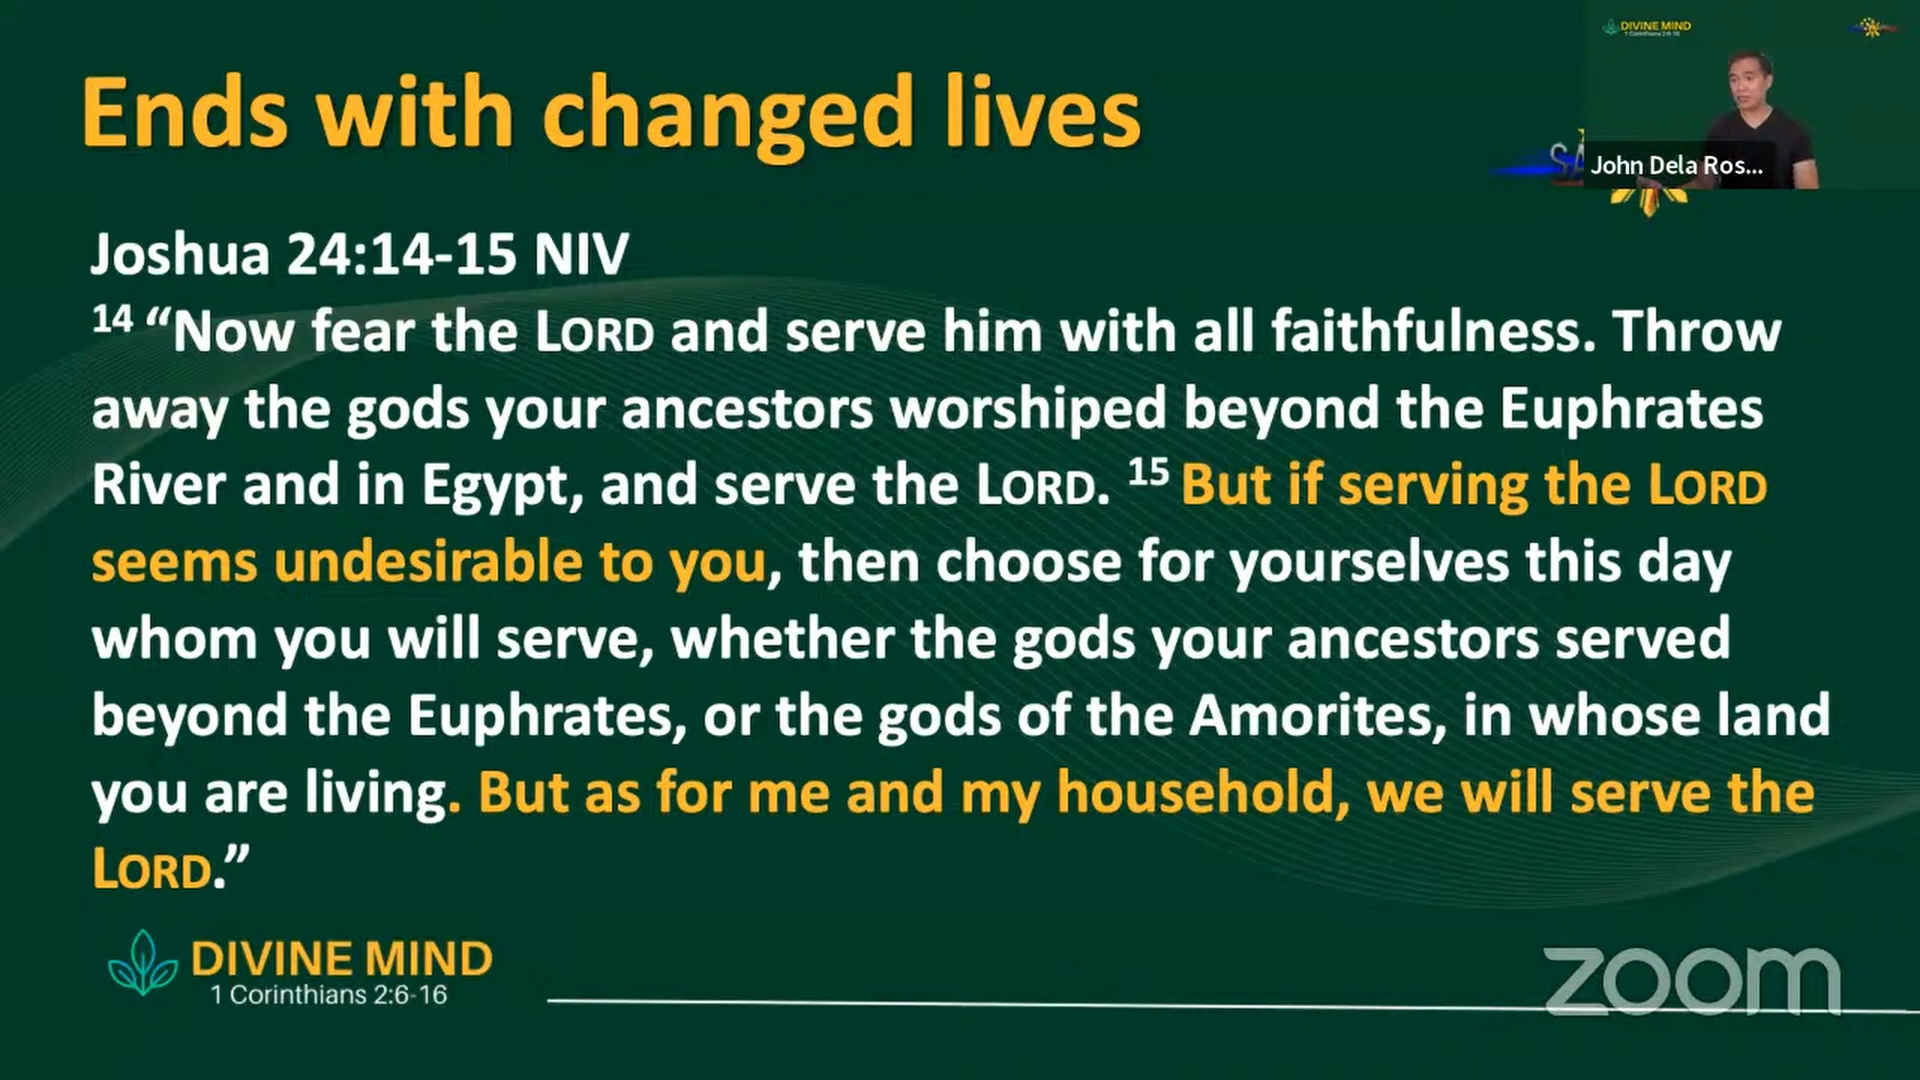 DIVINE MIND
1 Corinthians 2:6-16
Ends with changed lives
John Dela Ros...
Joshua 24:14-15 NIV
14 “Now fear the LORD and serve him with all faithfulness. Throw
away the gods your ancestors worshiped beyond the Euphrates
River and in Egypt, and serve the LORD. 15 But if serving the LORD
seems undesirable to you, then choose for yourselves this day
whom you will serve, whether the gods your ancestors served
beyond the Euphrates, or the gods of the Amorites, in whose land
you are living. But as for me and my household, we will serve the
LORD.”
DIVINE MIND
1 Corinthians 2:6-16
zoom